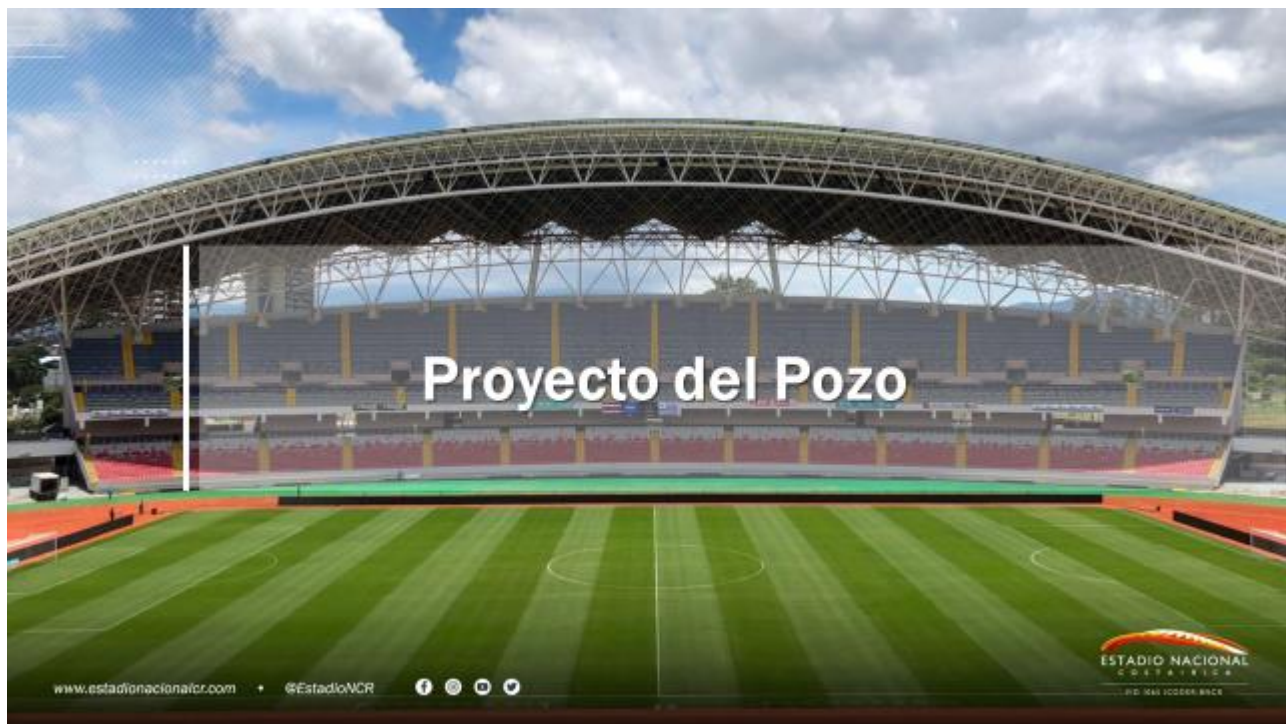 Proyecto del Pozo
www.estadionacionalcr.com • @EstadioNCR
ESTADIO NACIONAL
COSTA RICA